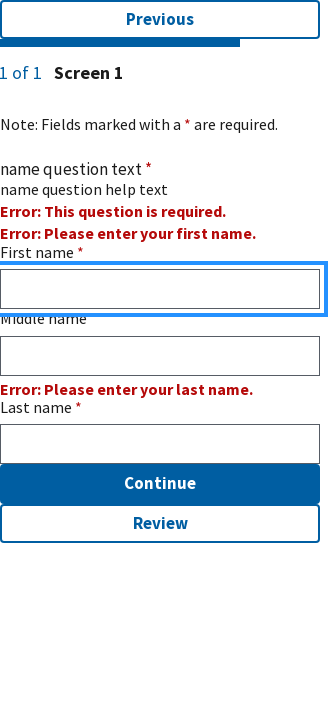 Previous
1 of 1 Screen 1
Note: Fields marked with a * are required.
name question text *
name question help text
Error: This question is required.
Error: Please enter your first name.
First name *
Middle name
Error: Please enter your last name.
Last name *
Continue
Review